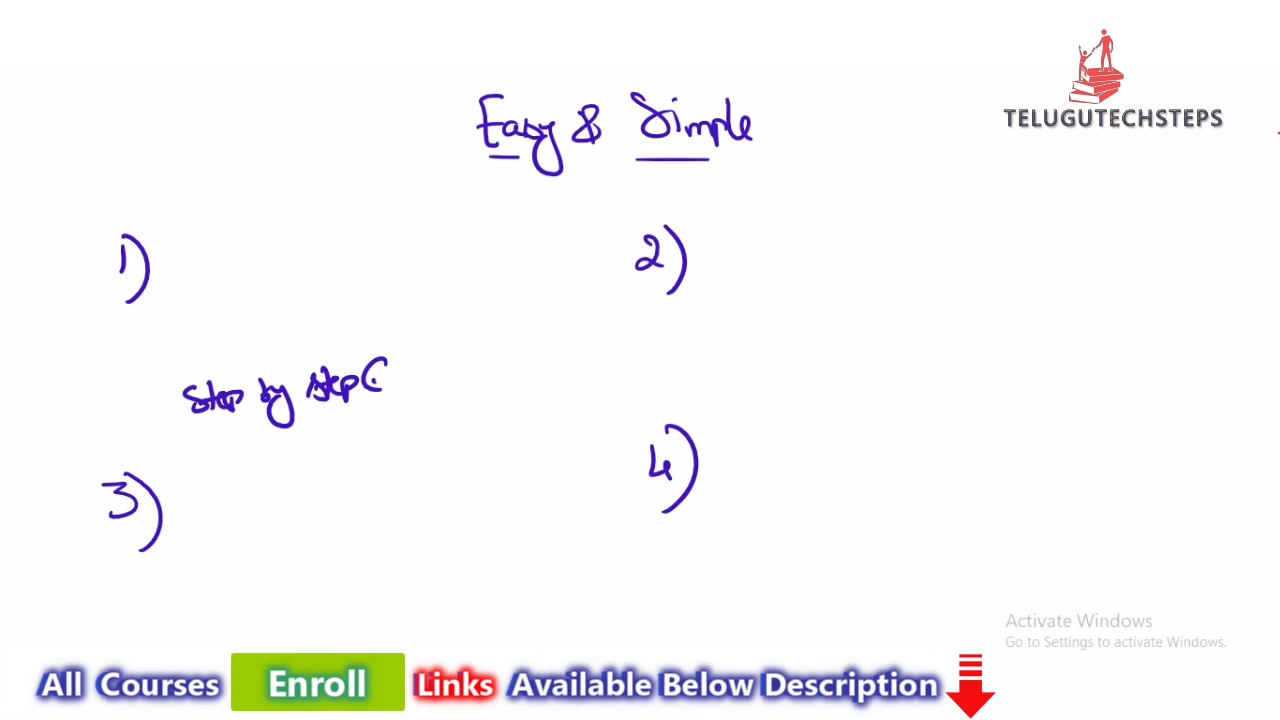 TELUGUTECHSTEPS
Easy & Simple
1)
2)
Step by step (
3)
4)
Activate Windows
Go to Settings to activate Windows.
All Courses Enroll Links Available Below Description